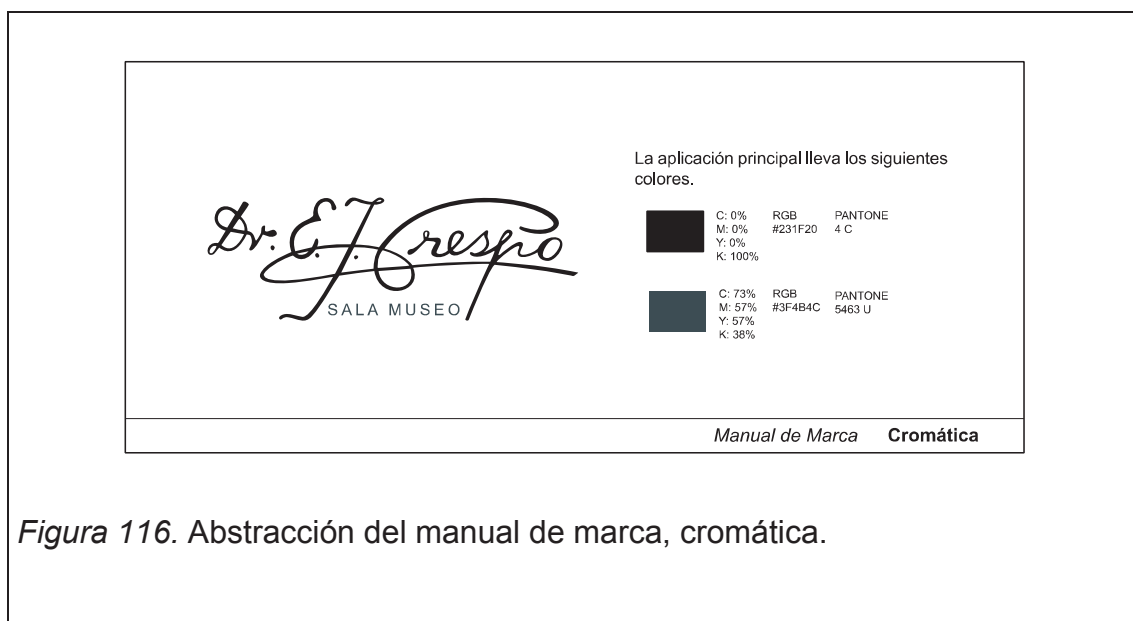 La aplicación principal lleva los siguientes
colores.
Dr. E. J. Crespo
SALA MUSEO
C: 0% RGB PANTONE
M: 0% #231F20 4 C
Y: 0%
K: 100%
C: 73% RGB PANTONE
M: 57% #3F4B4C 5463 U
Y: 57%
K: 38%
Manual de Marca Cromática
Figura 116. Abstracción del manual de marca, cromática.